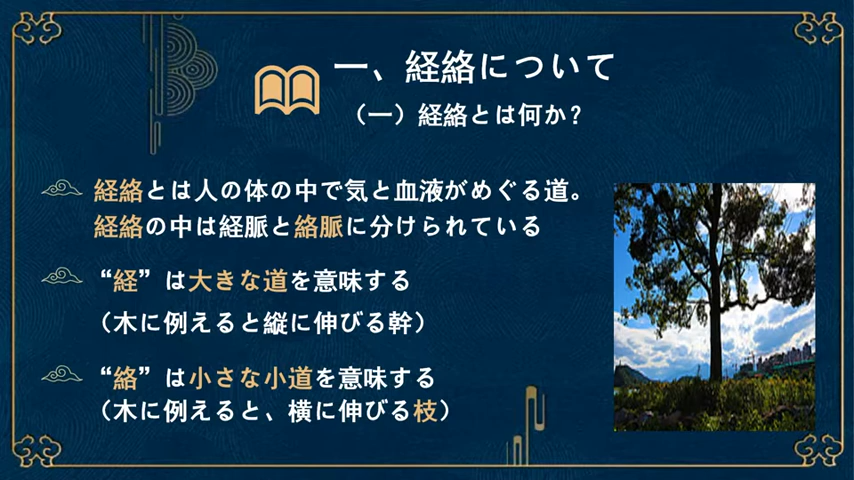 一、経絡について
（一）経絡とは何か？
経絡とは人の体の中で気と血液がめぐる道。
経絡の中は経脈と絡脈に分けられている
“経”は大きな道を意味する
（木に例えると縦に伸びる幹）
“絡”は小さな小道を意味する
（木に例えると、横に伸びる枝）